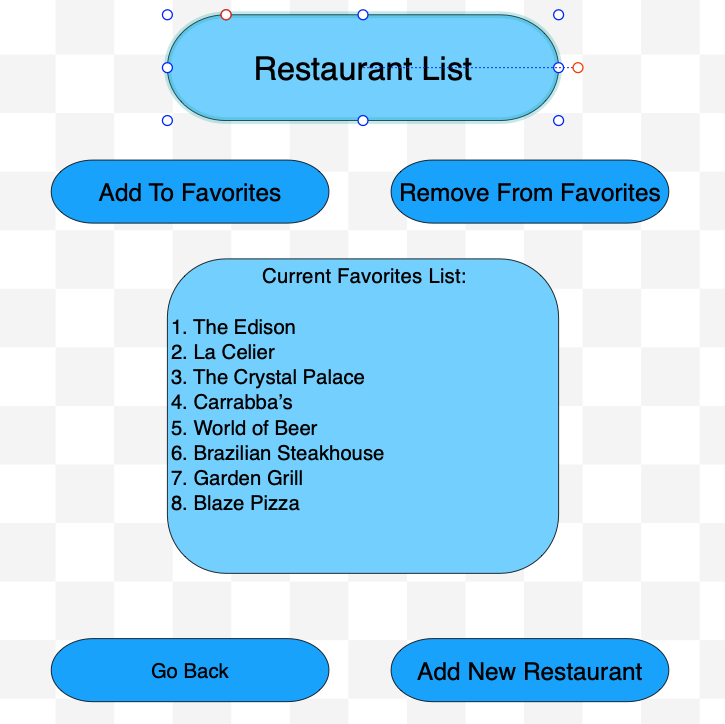 Restaurant List
Add To Favorites
Remove From Favorites
Current Favorites List:
1. The Edison
2. La Celier
3. The Crystal Palace
4. Carrabba’s
5. World of Beer
6. Brazilian Steakhouse
7. Garden Grill
8. Blaze Pizza
Go Back
Add New Restaurant